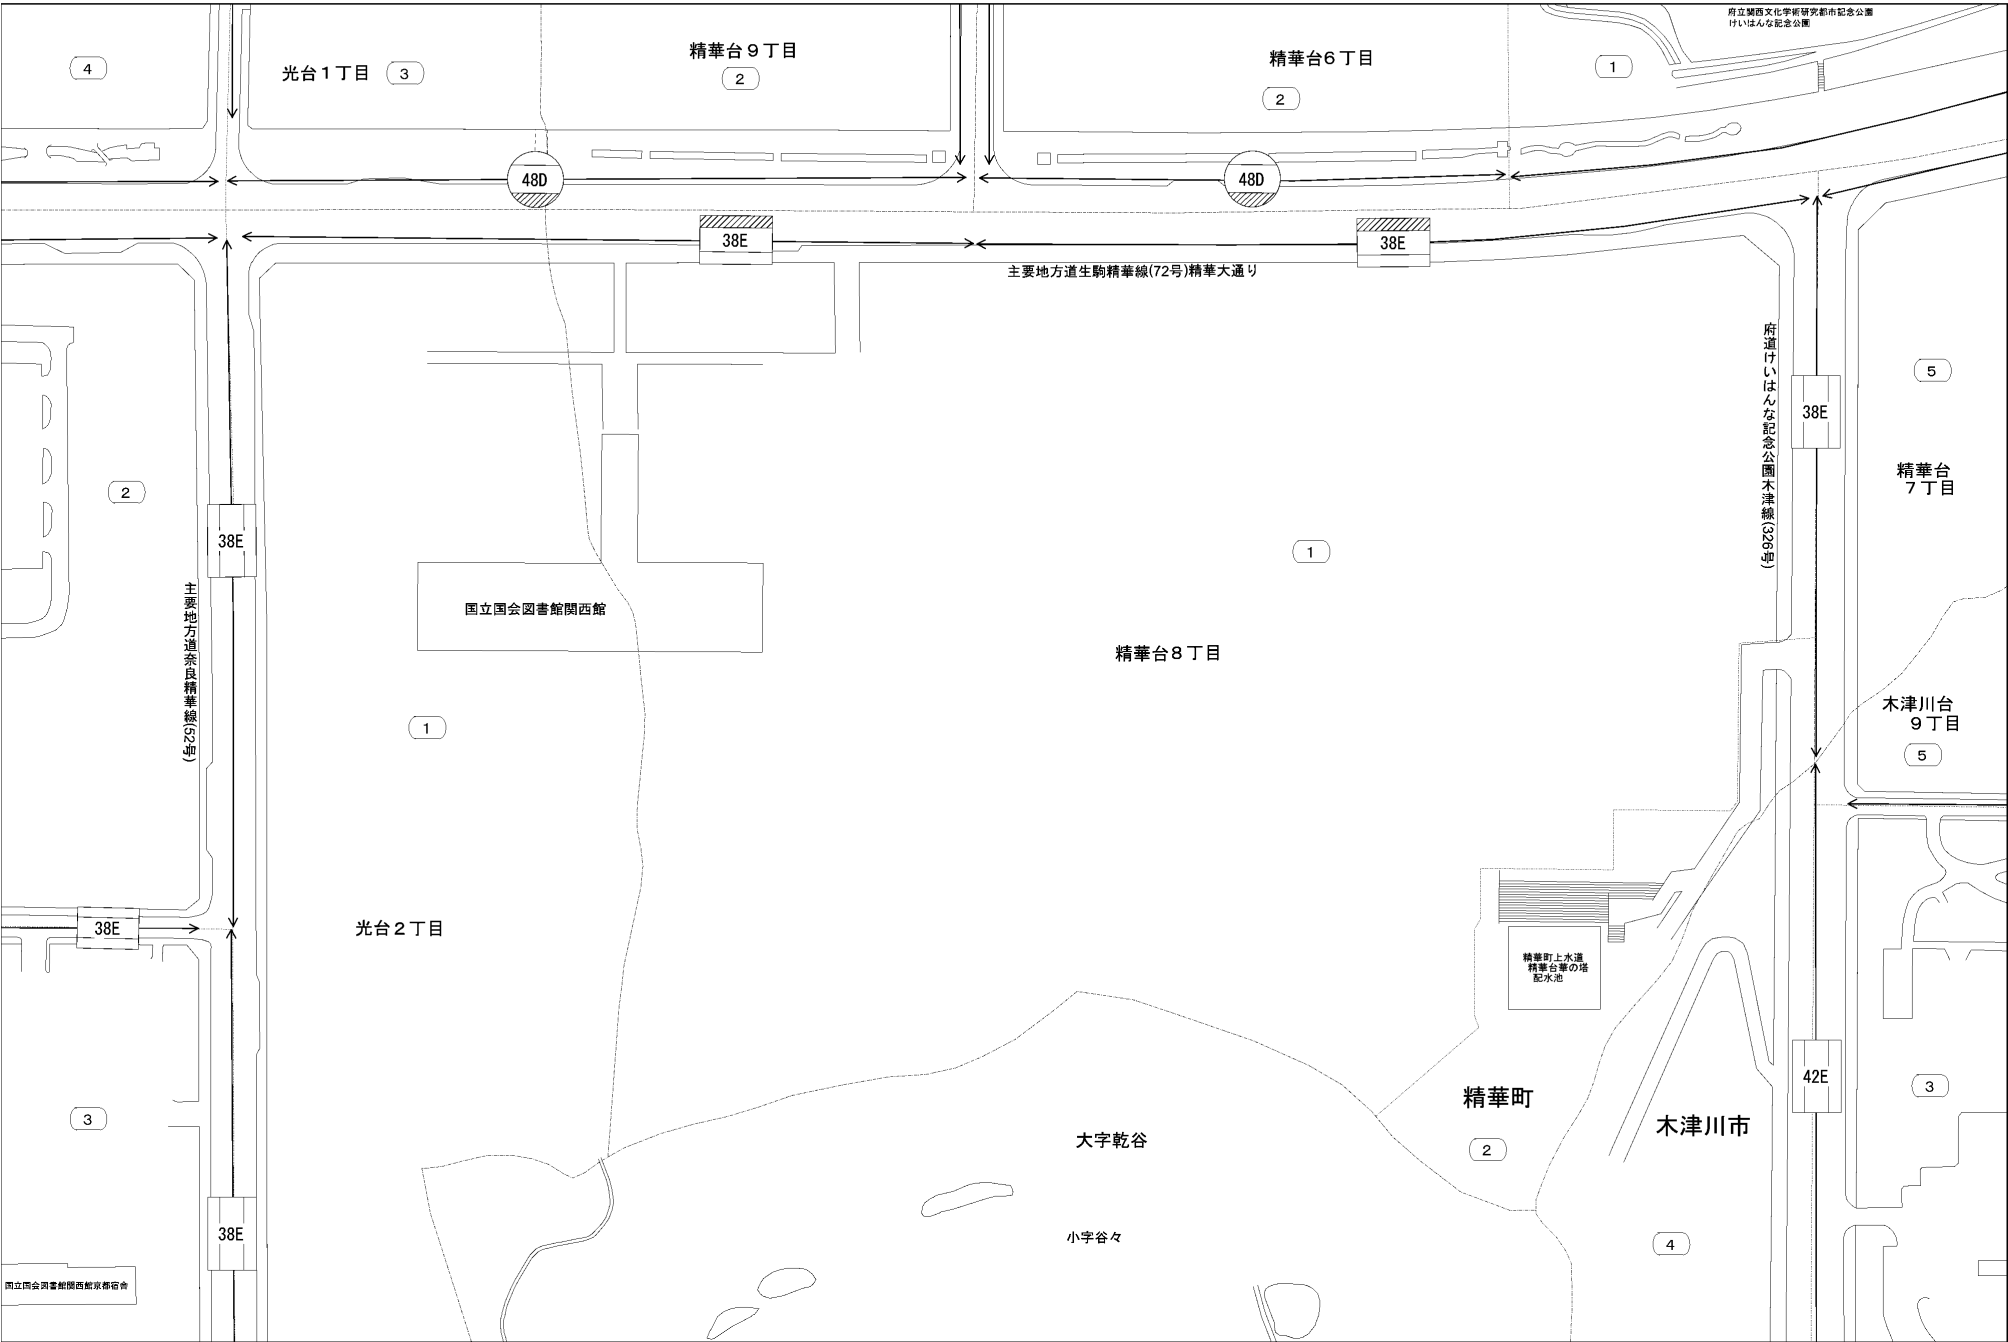 府立関西文化学術研究都市記念公園
けいはんな記念公園
4
光台1丁目
3
精華台9丁目
2
精華台6丁目
2
1
48D
48D
38E
38E
主要地方道生駒精華線(72号)精華大通り
府道けいはんな記念公園木津線(326号)
38E
5
精華台
7丁目
2
38E
1
主要地方道奈良精華線(52号)
国立国会図書館関西館
精華台8丁目
木津川台
9丁目
5
1
38E
光台2丁目
精華町上水道
精華台華の塔
配水池
42E
3
3
精華町
木津川市
大字乾谷
2
38E
小字谷々
4
国立国会図書館関西館京都宿舎